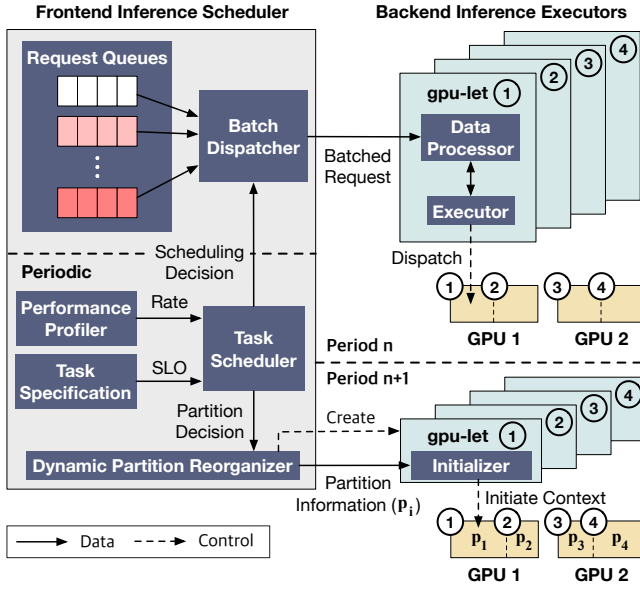 Frontend Inference Scheduler
Backend Inference Executors
Request Queues
Batch
Dispatcher
Batched
Request
gpu-let 1
2
3
4
Data
Processor
Executor
Dispatch
Scheduling
Decision
Periodic
Performance
Profiler
Rate
Task
Specification
SLO
Task
Scheduler
1 2 3 4
GPU 1 GPU 2
Period n
Period n+1
Partition
Decision
Create
Dynamic Partition Reorganizer
gpu-let 1
2
3
4
Initializer
Partition
Information (pi)
Initiate Context
1 2 3 4
p1 p2 p3 p4
GPU 1 GPU 2
Data Control